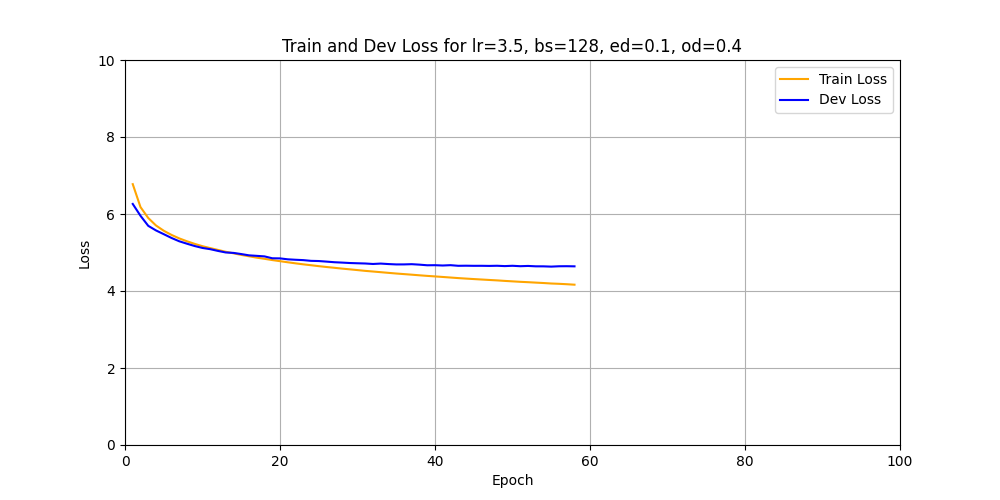 Train and Dev Loss for lr=3.5, bs=128, ed=0.1, od=0.4
Train Loss
Dev Loss
Loss
10
8
6
4
2
0
0 20 40 60 80 100
Epoch